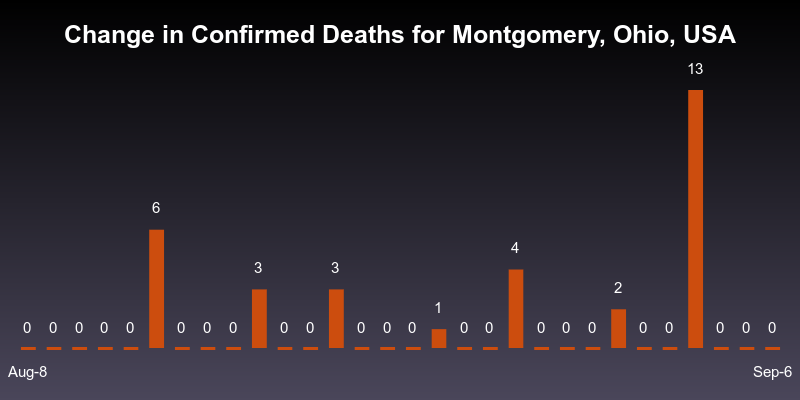 Change in Confirmed Deaths for Montgomery, Ohio, USA
0 0 0 0 0 6 0 0 0 3 0 0 3 0 0 0 1 0 0 4 0 0 0 2 0 0 13 0 0 0
Aug-8 Sep-6